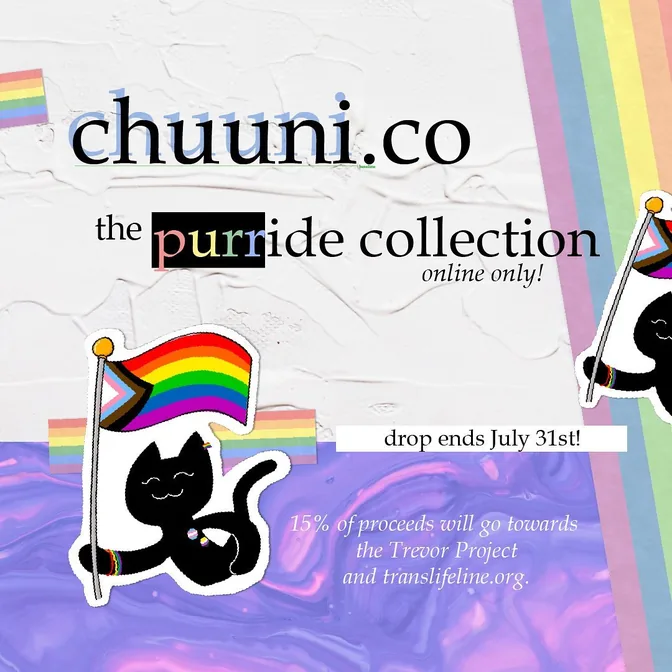 chuuni.co
the purride collection
online only!
drop ends July 31st!
15% of proceeds will go towards
the Trevor Project
and translifeline.org.